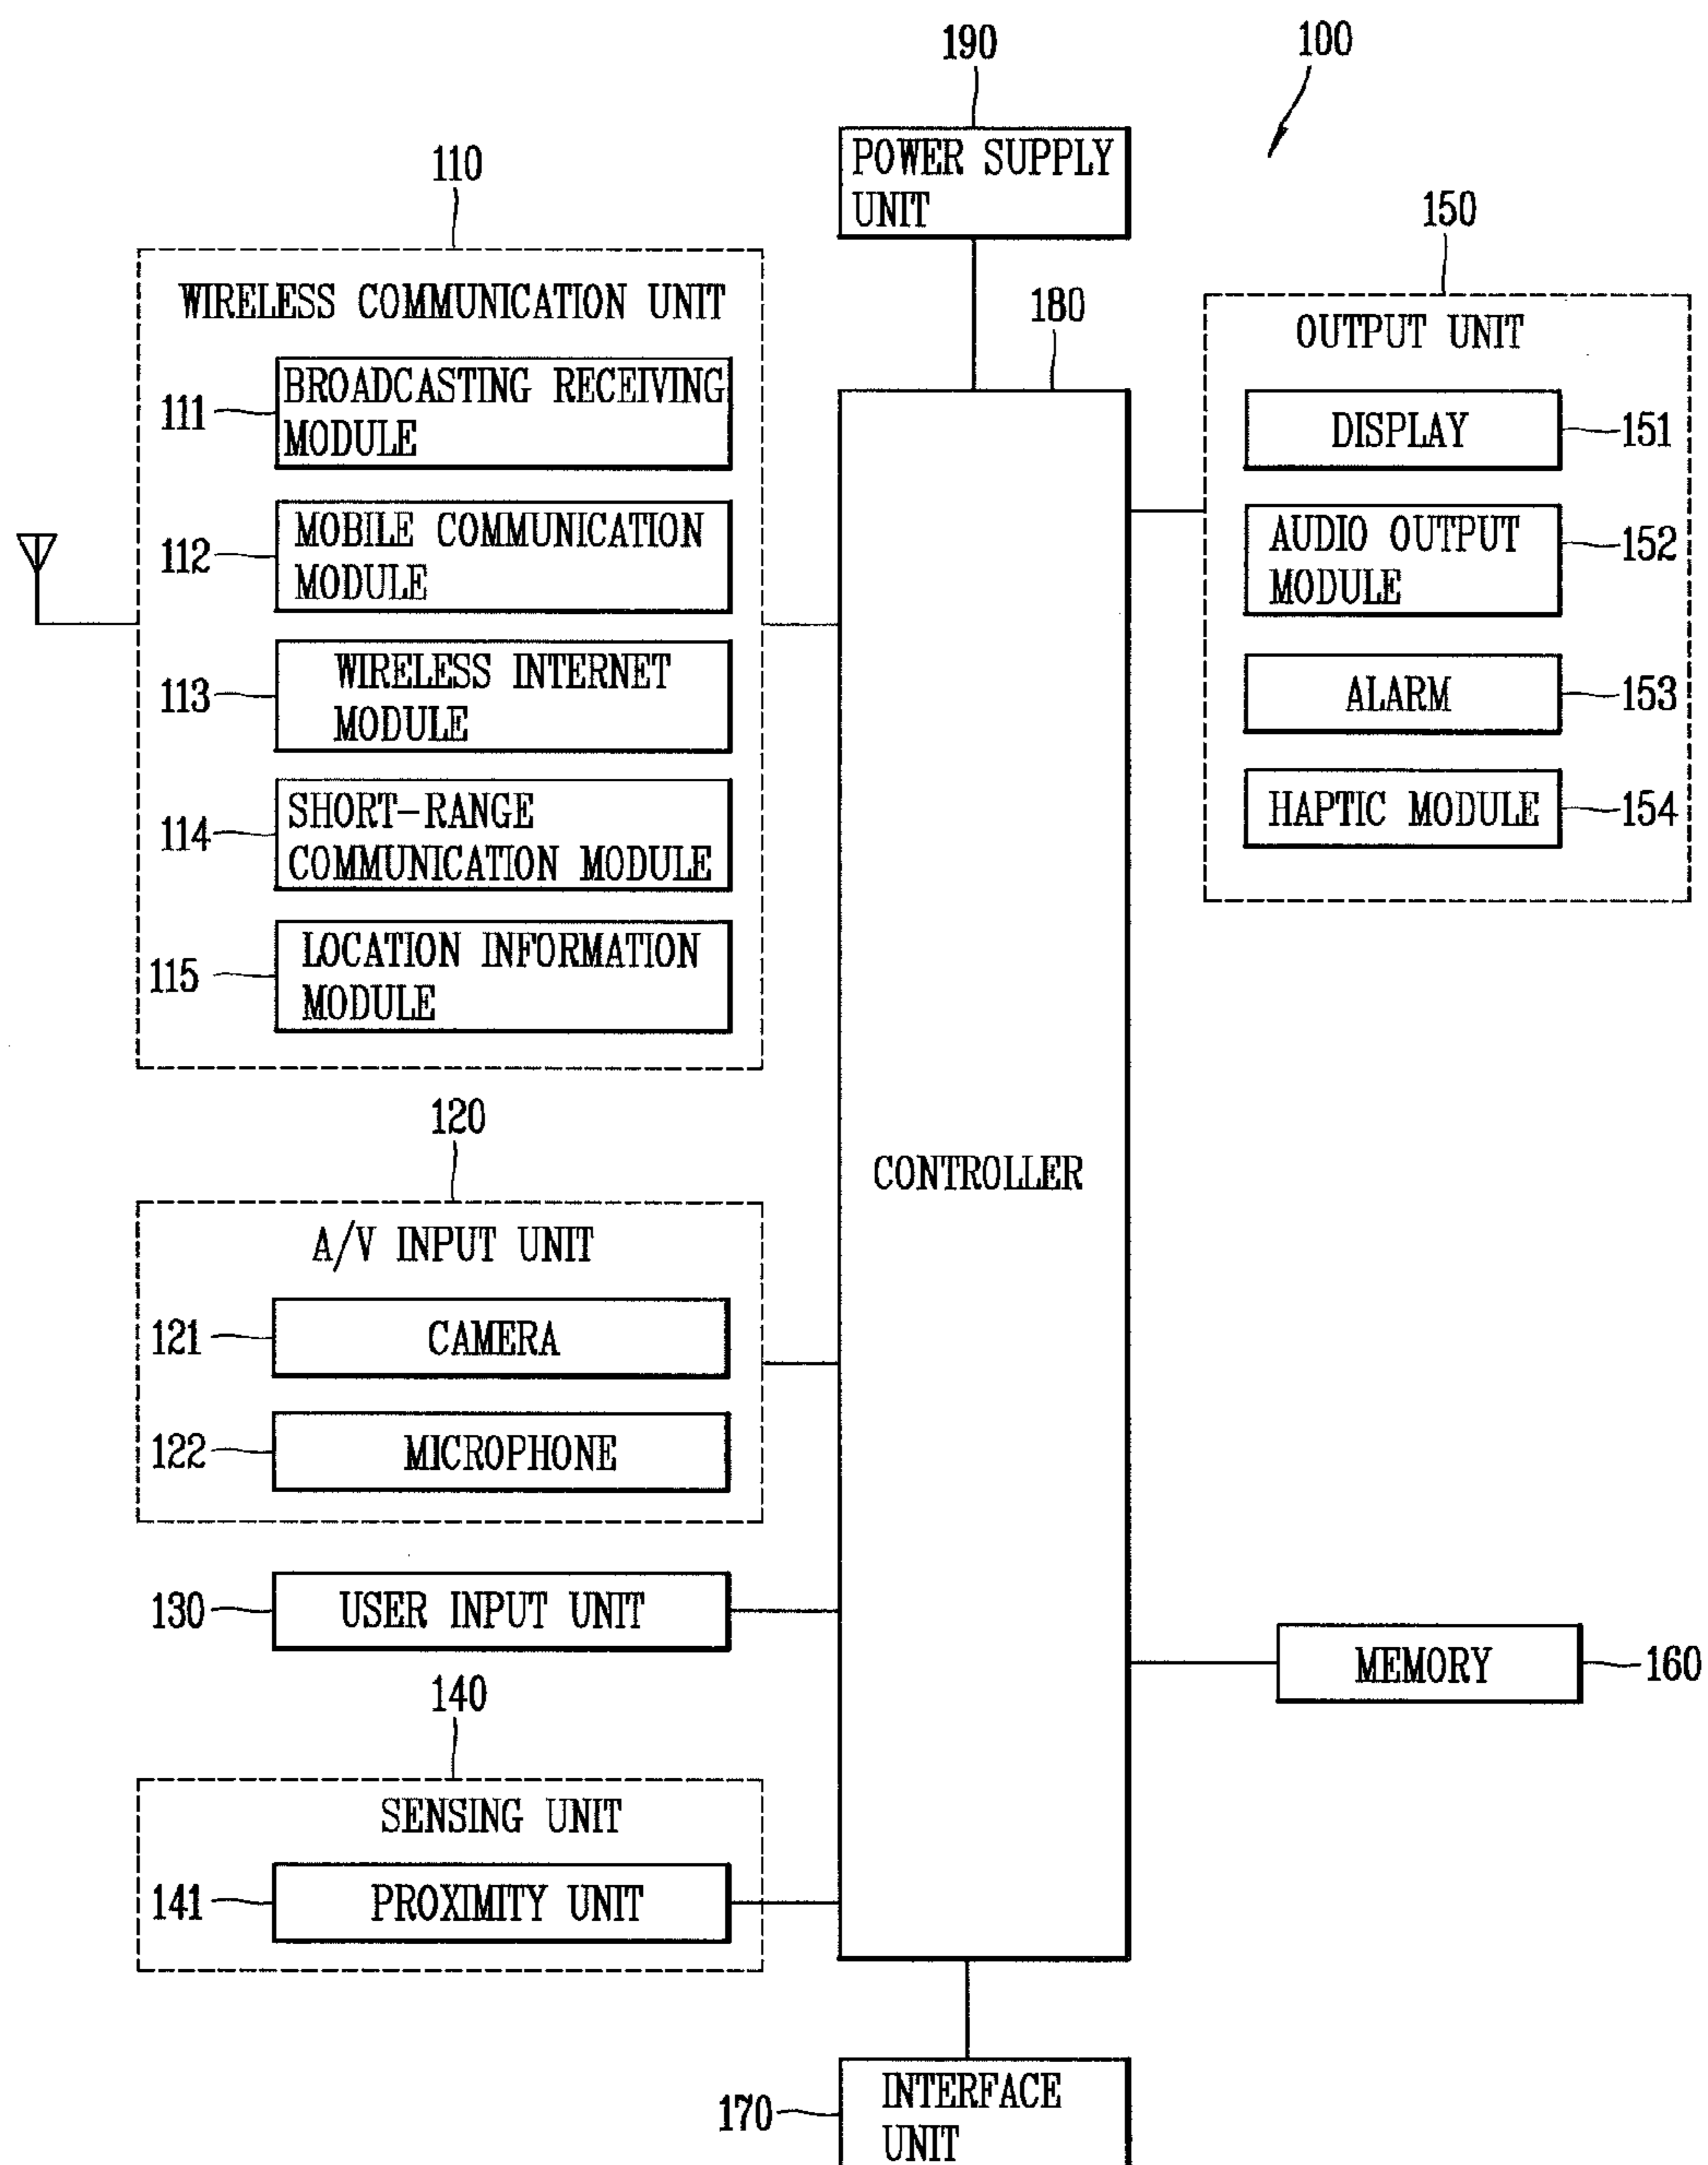 190
100
POWER SUPPLY
UNIT
110
150
WIRELESS COMMUNICATION UNIT
180
OUTPUT UNIT
111
BROADCASTING RECEIVING
MODULE
DISPLAY
151
112
MOBILE COMMUNICATION
MODULE
AUDIO OUTPUT
MODULE
152
113
WIRELESS INTERNET
MODULE
ALARM
153
114
SHORT-RANGE
COMMUNICATION MODULE
HAPTIC MODULE
154
115
LOCATION INFORMATION
MODULE
120
CONTROLLER
A/V INPUT UNIT
121
CAMERA
122
MICROPHONE
130
USER INPUT UNIT
MEMORY
160
140
SENSING UNIT
141
PROXIMITY UNIT
170
INTERFACE
UNIT